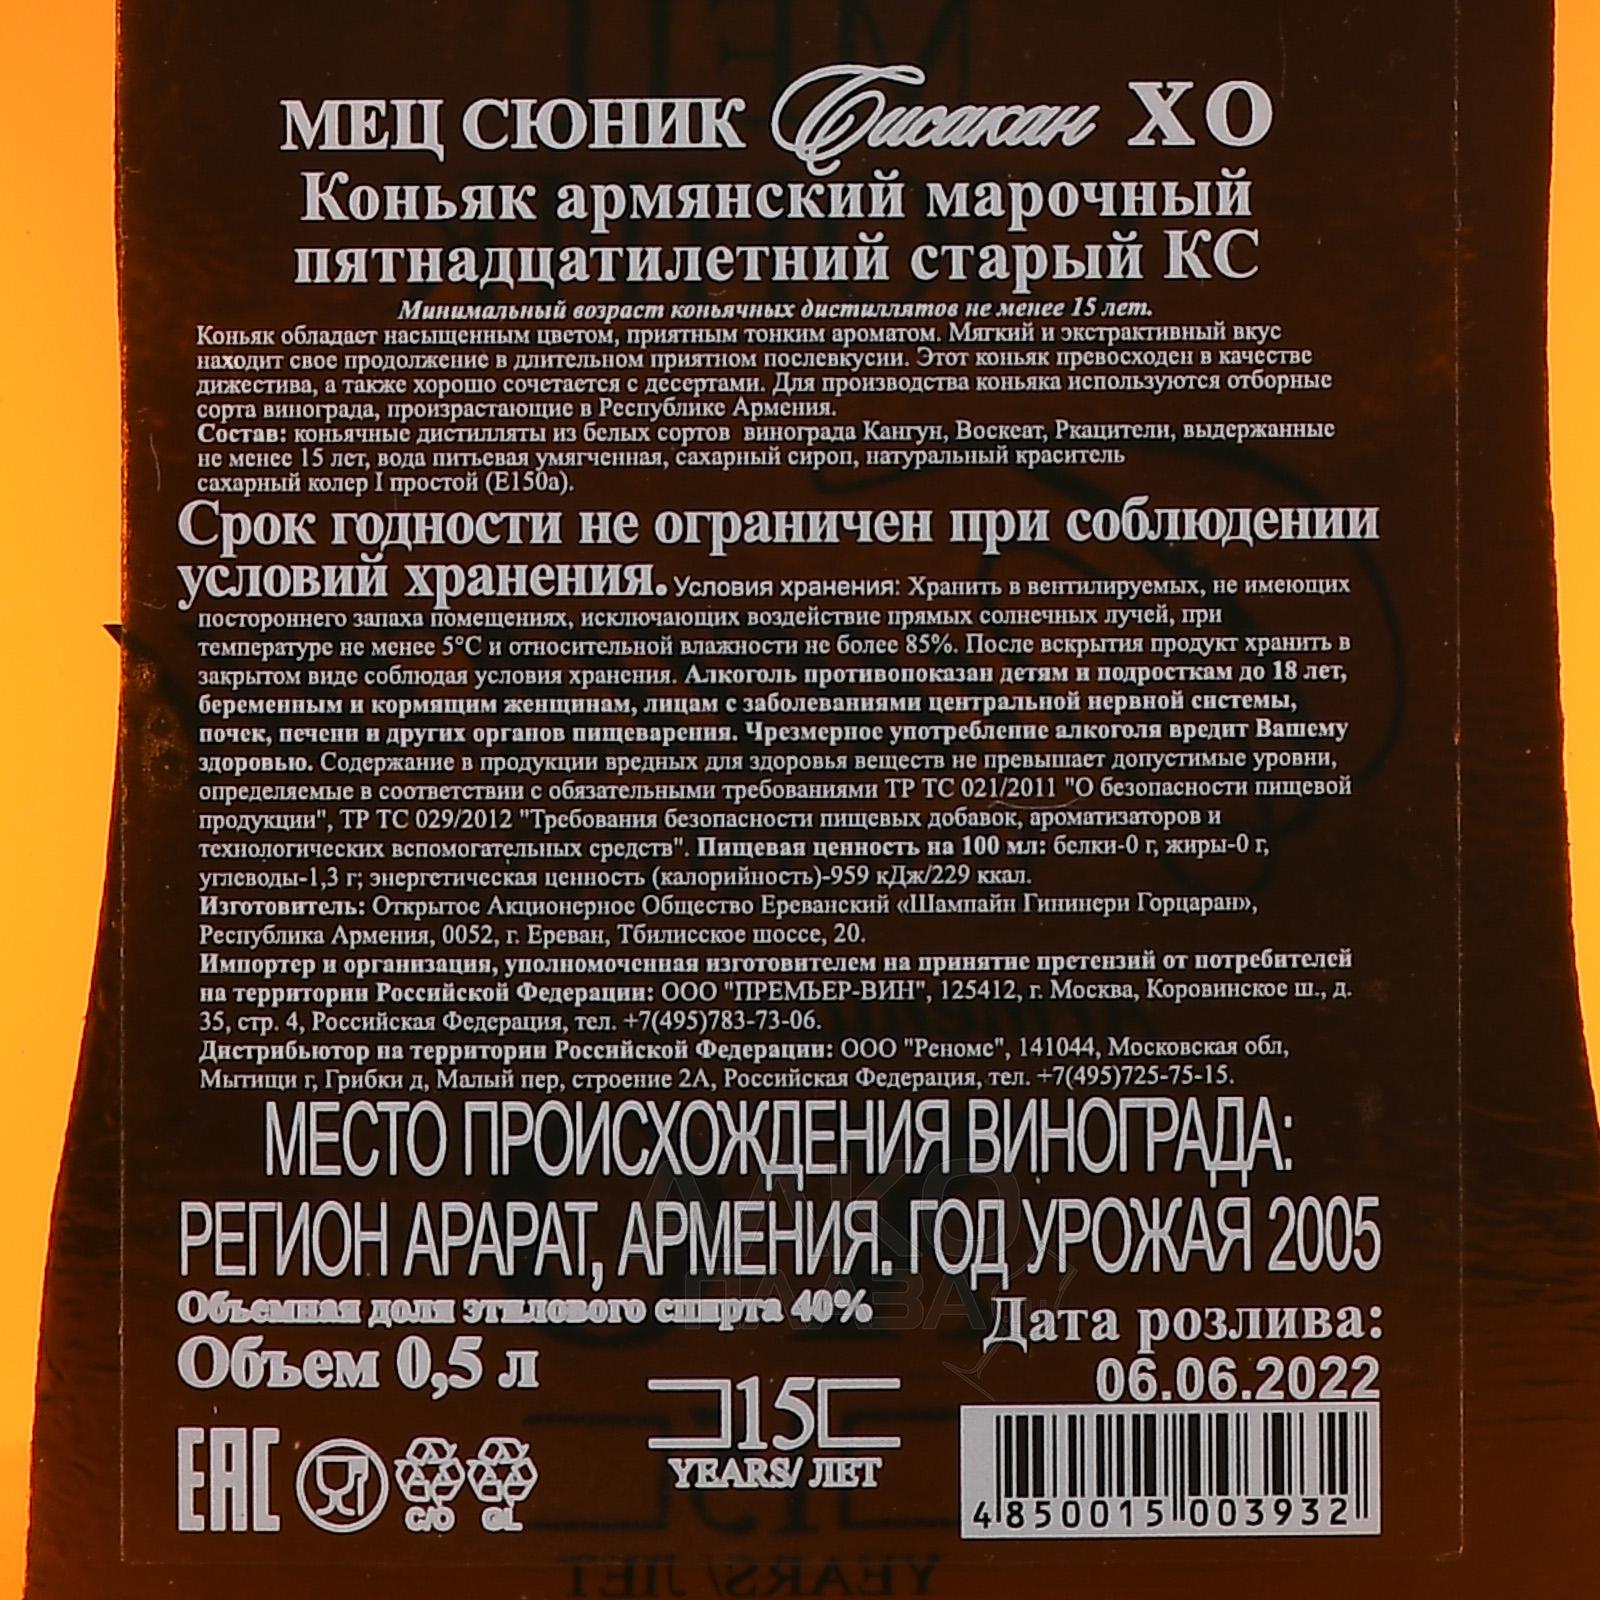 МЕЦ СЮНИК Сисакан ХО
Коньяк армянский марочный
пятнадцатилетний старый КС
Минимальный возраст коньячных дистиллятов не менее 15 лет.
Коньяк обладает насыщенным цветом, приятным тонким ароматом. Мягкий и экстрактивный вкус
находит свое продолжение в длительном приятном послевкусии. Этот коньяк превосходен в качестве
дижестива, а также хорошо сочетается с десертами. Для производства коньяка используются отборные
сорта винограда, произрастающие в Республике Армения.
Состав: коньячные дистилляты из белых сортов винограда Кангун, Воскеат, Ркацители, выдержанные
не менее 15 лет, вода питьевая умягченная, сахарный сироп, натуральный краситель
сахарный колер I простой (Е150а).
Срок годности не ограничен при соблюдении
условий хранения. Условия хранения: Хранить в вентилируемых, не имеющих
постороннего запаха помещениях, исключающих воздействие прямых солнечных лучей, при
температуре не менее 5°С и относительной влажности не более 85%. После вскрытия продукт хранить в
закрытом виде соблюдая условия хранения. Алкоголь противопоказан детям и подросткам до 18 лет,
беременным и кормящим женщинам, лицам с заболеваниями центральной нервной системы,
почек, печени и других органов пищеварения. Чрезмерное употребление алкоголя вредит Вашему
здоровью. Содержание в продукции вредных для здоровья веществ не превышает допустимые уровни,
определяемые в соответствии с обязательными требованиями ТР ТС 021/2011 "О безопасности пищевой
продукции", ТР ТС 029/2012 "Требования безопасности пищевых добавок, ароматизаторов и
технологических вспомогательных средств". Пищевая ценность на 100 мл: белки-0 г, жиры-0 г,
углеводы-1,3 г; энергетическая ценность (калорийность)-959 кДж/229 ккал.
Изготовитель: Открытое Акционерное Общество Ереванский «Шампайн Гининери Горцаран»,
Республика Армения, 0052, г. Ереван, Тбилисское шоссе, 20.
Импортер и организация, уполномоченная изготовителем на принятие претензий от потребителей
на территории Российской Федерации: ООО "ПРЕМЬЕР-ВИН", 125412, г. Москва, Коровинское ш., д.
35, стр. 4, Российская Федерация, тел. +7(495)783-73-06.
Дистрибьютор на территории Российской Федерации: ООО "Реноме", 141044, Московская обл,
Мытищи г, Грибки д, Малый пер, строение 2А, Российская Федерация, тел. +7(495)725-75-15.
МЕСТО ПРОИСХОЖДЕНИЯ ВИНОГРАДА:
РЕГИОН АРАРАТ, АРМЕНИЯ. ГОД УРОЖАЯ 2005
Объемная доля этилового спирта 40%
Объем 0,5 л
Дата розлива:
06.06.2022
15
YEARS/ ЛЕТ
EAC
C/O GL
4 850015 003932